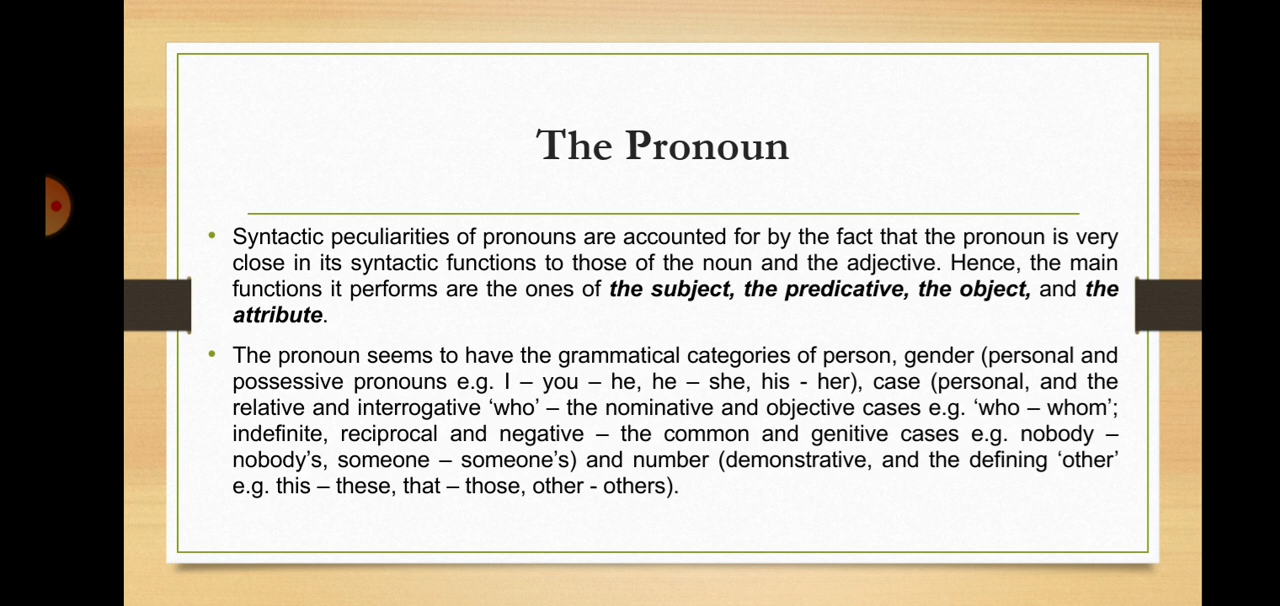 The Pronoun
• Syntactic peculiarities of pronouns are accounted for by the fact that the pronoun is very
close in its syntactic functions to those of the noun and the adjective. Hence, the main
functions it performs are the ones of the subject, the predicative, the object, and the
attribute.
• The pronoun seems to have the grammatical categories of person, gender (personal and
possessive pronouns e.g. I – you – he, he – she, his - her), case (personal, and the
relative and interrogative ‘who’ – the nominative and objective cases e.g. ‘who – whom’;
indefinite, reciprocal and negative – the common and genitive cases e.g. nobody –
nobody’s, someone – someone’s) and number (demonstrative, and the defining ‘other’
e.g. this – these, that – those, other - others).